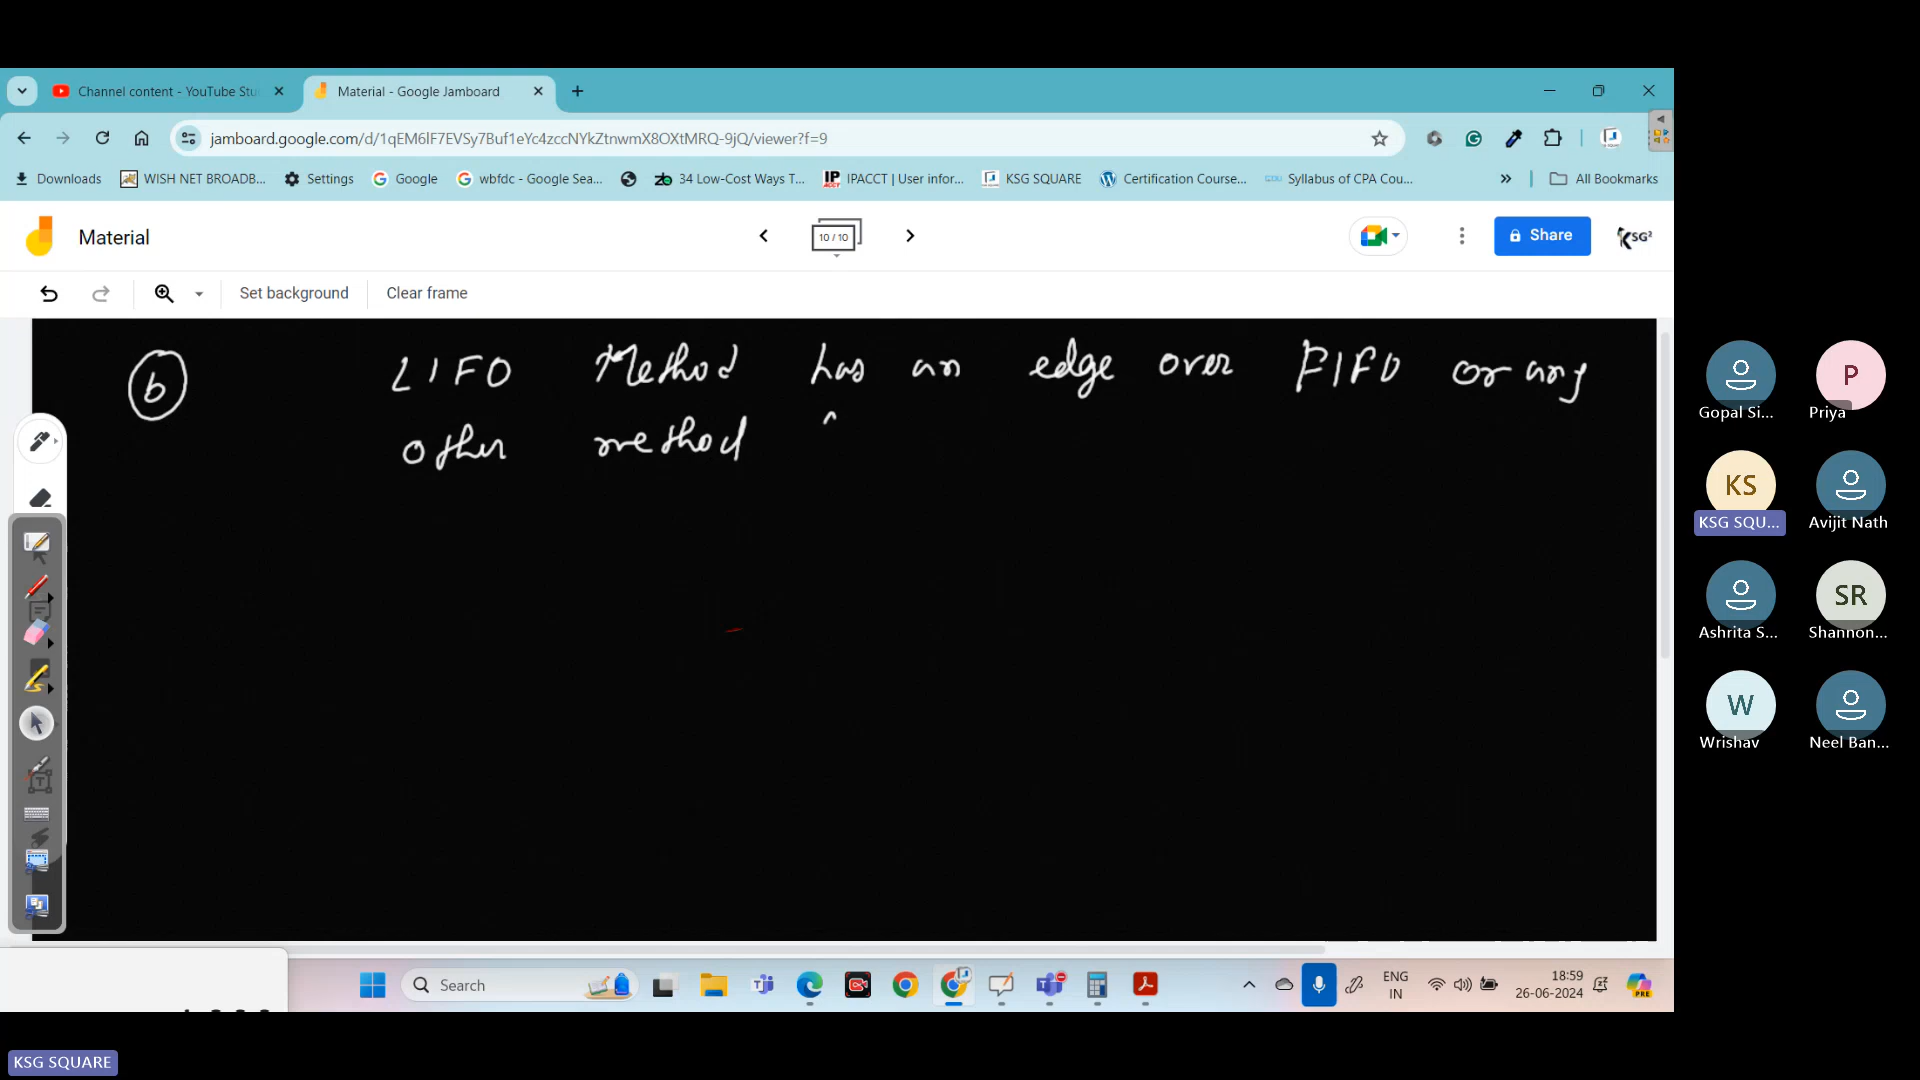 Channel content - YouTube Stu
Material - Google Jamboard
jamboard.google.com/d/1qEM6lF7EVSy7Buf1eYc4zccNYkZtnwmX8OXtMRQ-9jQ/viewer?f=9
Downloads WISH NET BROADB... Settings Google wbfdc - Google Sea... 34 Low-Cost Ways T... IPACCT | User infor... KSG SQUARE Certification Course... Syllabus of CPA Cou... » All Bookmarks
Material 10 / 10 Share KSG²
Set background Clear frame
b LIFO Method has an edge over FIFO or any
other method
Gopal Si... P Priya
KS KSG SQU... Avijit Nath
Ashrita S... SR Shannon...
W Wrishav Neel Ban...
Search ENG IN 18:59 26-06-2024 PRE
KSG SQUARE